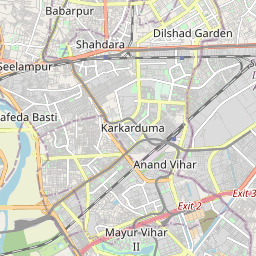 Babarpur
Dilshad Garden
Shahdara
Seelampur
afeda Basti
Karkarduma
Anand Vihar
Exit 3
Exit 2
Mayur Vihar
II